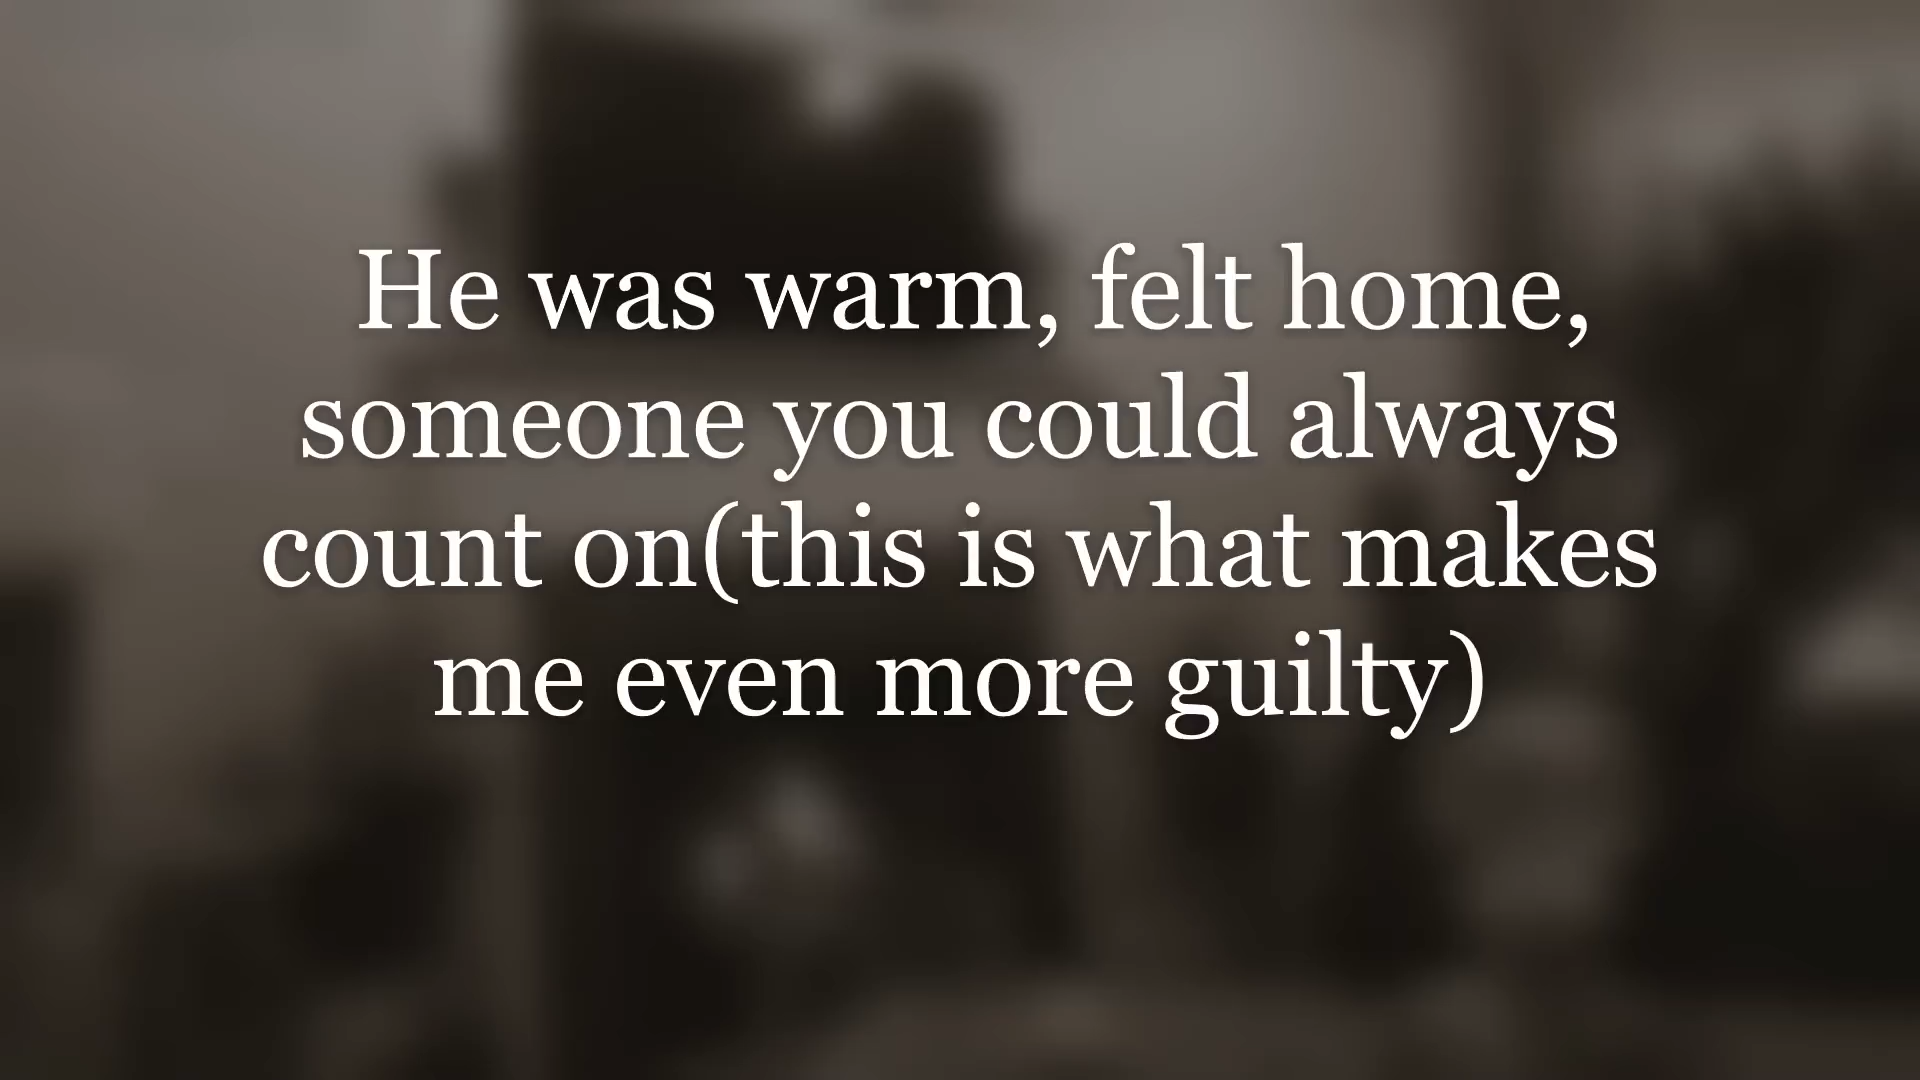 He was warm, felt home,
someone you could always
count on(this is what makes
me even more guilty)